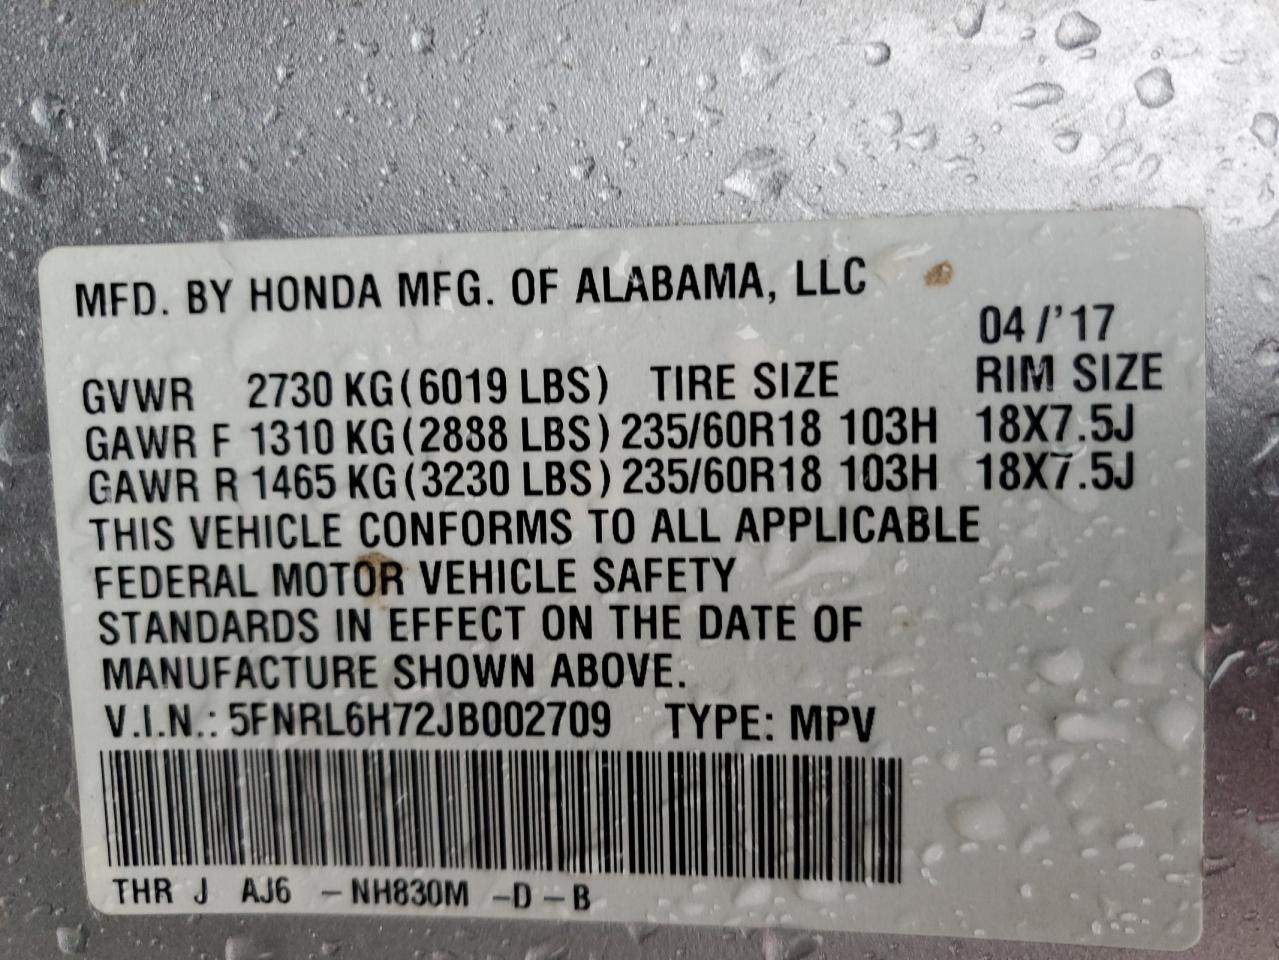 MFD. BY HONDA MFG. OF ALABAMA, LLC
04 /'17
GVWR 2730 KG (6019 LBS) TIRE SIZE RIM SIZE
GAWR F 1310 KG (2888 LBS) 235/60R18 103H 18X7.5J
GAWR R 1465 KG (3230 LBS) 235/60R18 103H 18X7.5J
THIS VEHICLE CONFORMS TO ALL APPLICABLE
FEDERAL MOTOR VEHICLE SAFETY
STANDARDS IN EFFECT ON THE DATE OF
MANUFACTURE SHOWN ABOVE.
V.I.N.: 5FNRL6H72JB002709 TYPE: MPV
THR J AJ6 – NH830M – D – B